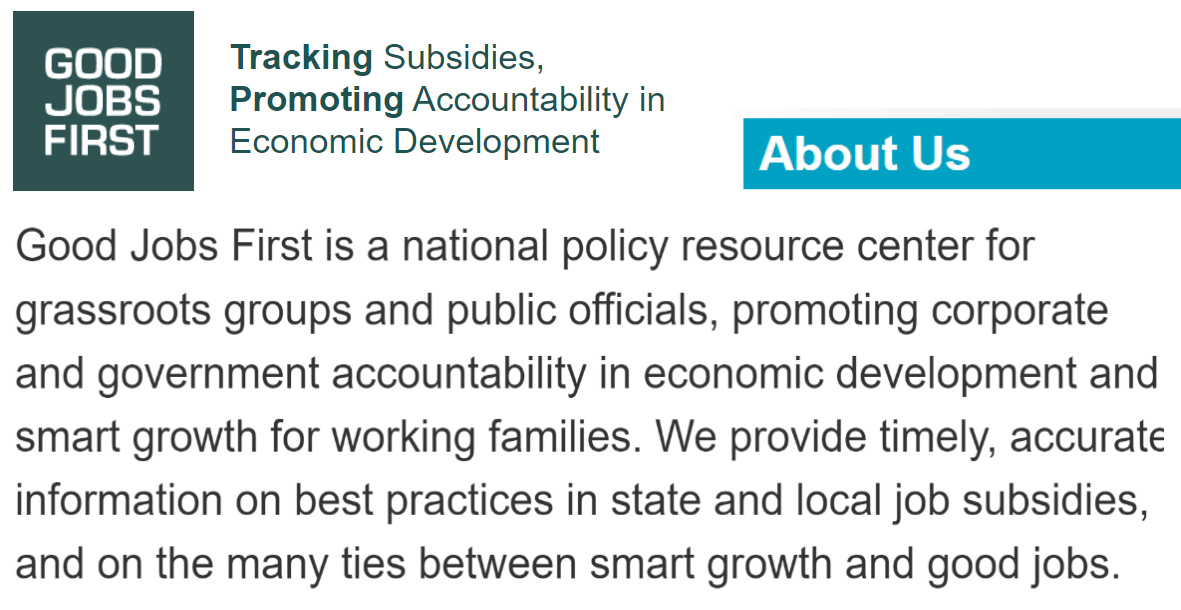 GOOD
JOBS
FIRST
Tracking Subsidies,
Promoting Accountability in
Economic Development
About Us
Good Jobs First is a national policy resource center for
grassroots groups and public officials, promoting corporate
and government accountability in economic development and
smart growth for working families. We provide timely, accurate
information on best practices in state and local job subsidies,
and on the many ties between smart growth and good jobs.